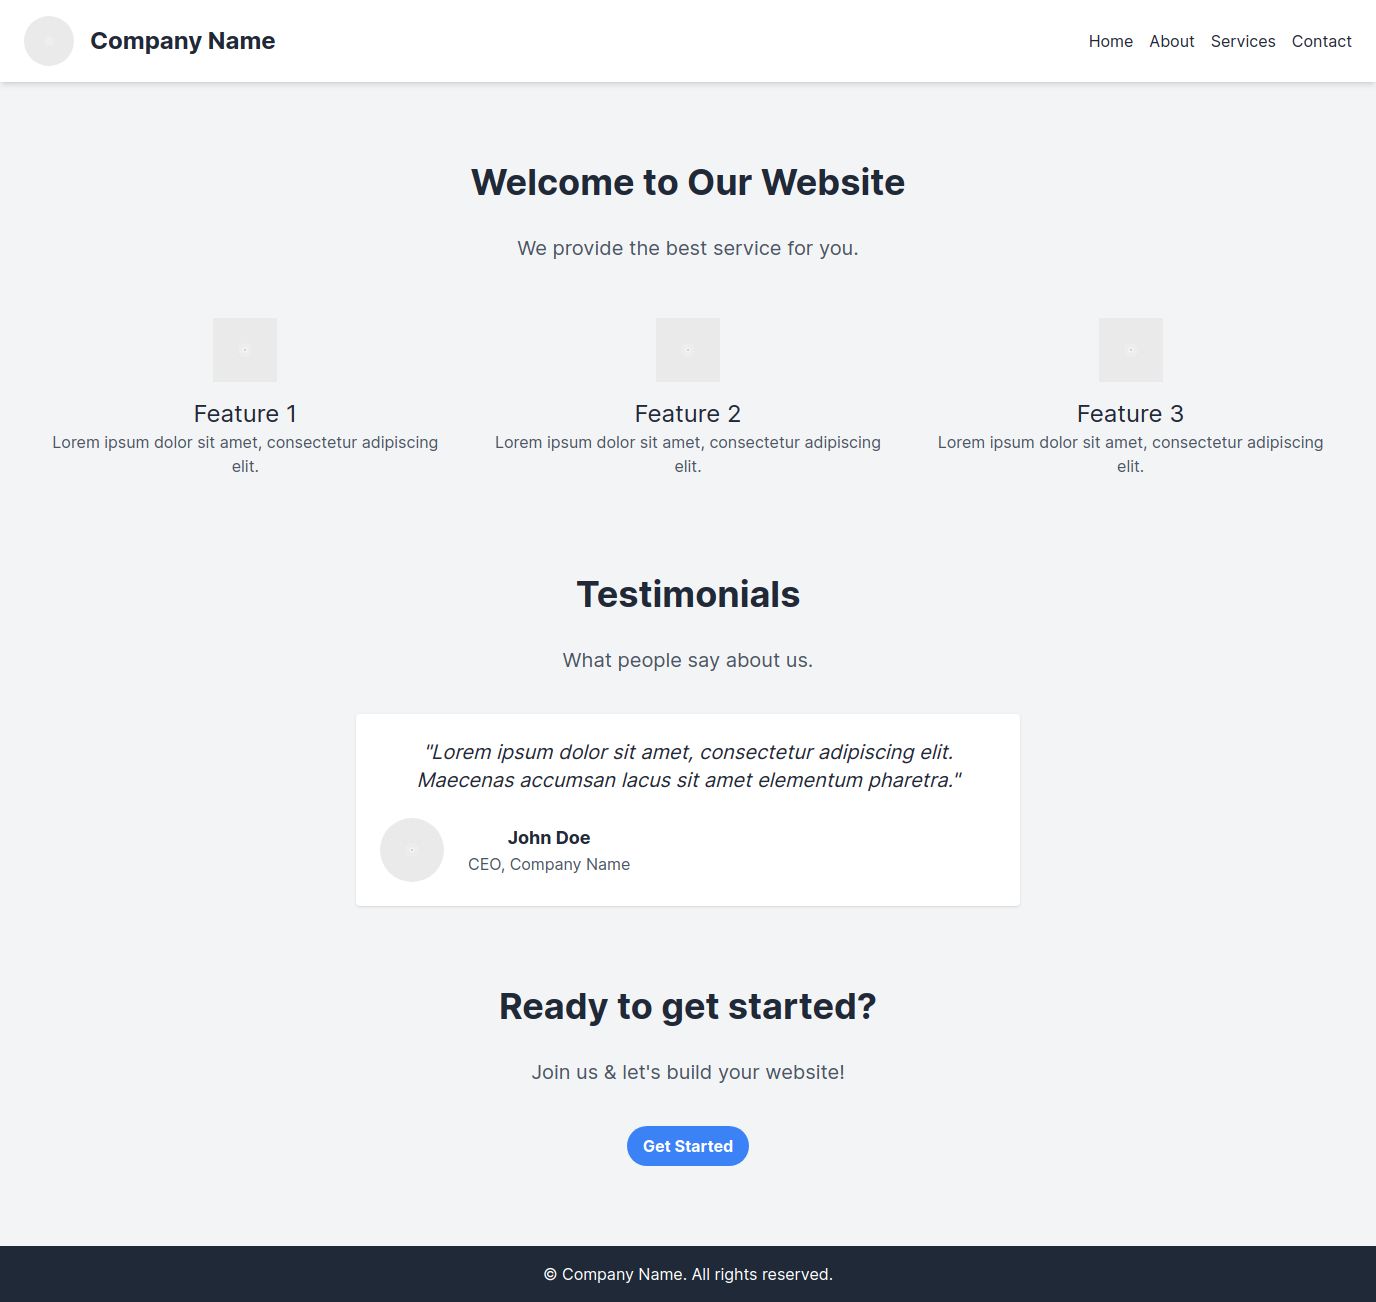 Company Name
Home About Services Contact
Welcome to Our Website
We provide the best service for you.
Feature 1
Lorem ipsum dolor sit amet, consectetur adipiscing
elit.
Feature 2
Lorem ipsum dolor sit amet, consectetur adipiscing
elit.
Feature 3
Lorem ipsum dolor sit amet, consectetur adipiscing
elit.
Testimonials
What people say about us.
"Lorem ipsum dolor sit amet, consectetur adipiscing elit.
Maecenas accumsan lacus sit amet elementum pharetra."
John Doe
CEO, Company Name
Ready to get started?
Join us & let's build your website!
Get Started
© Company Name. All rights reserved.